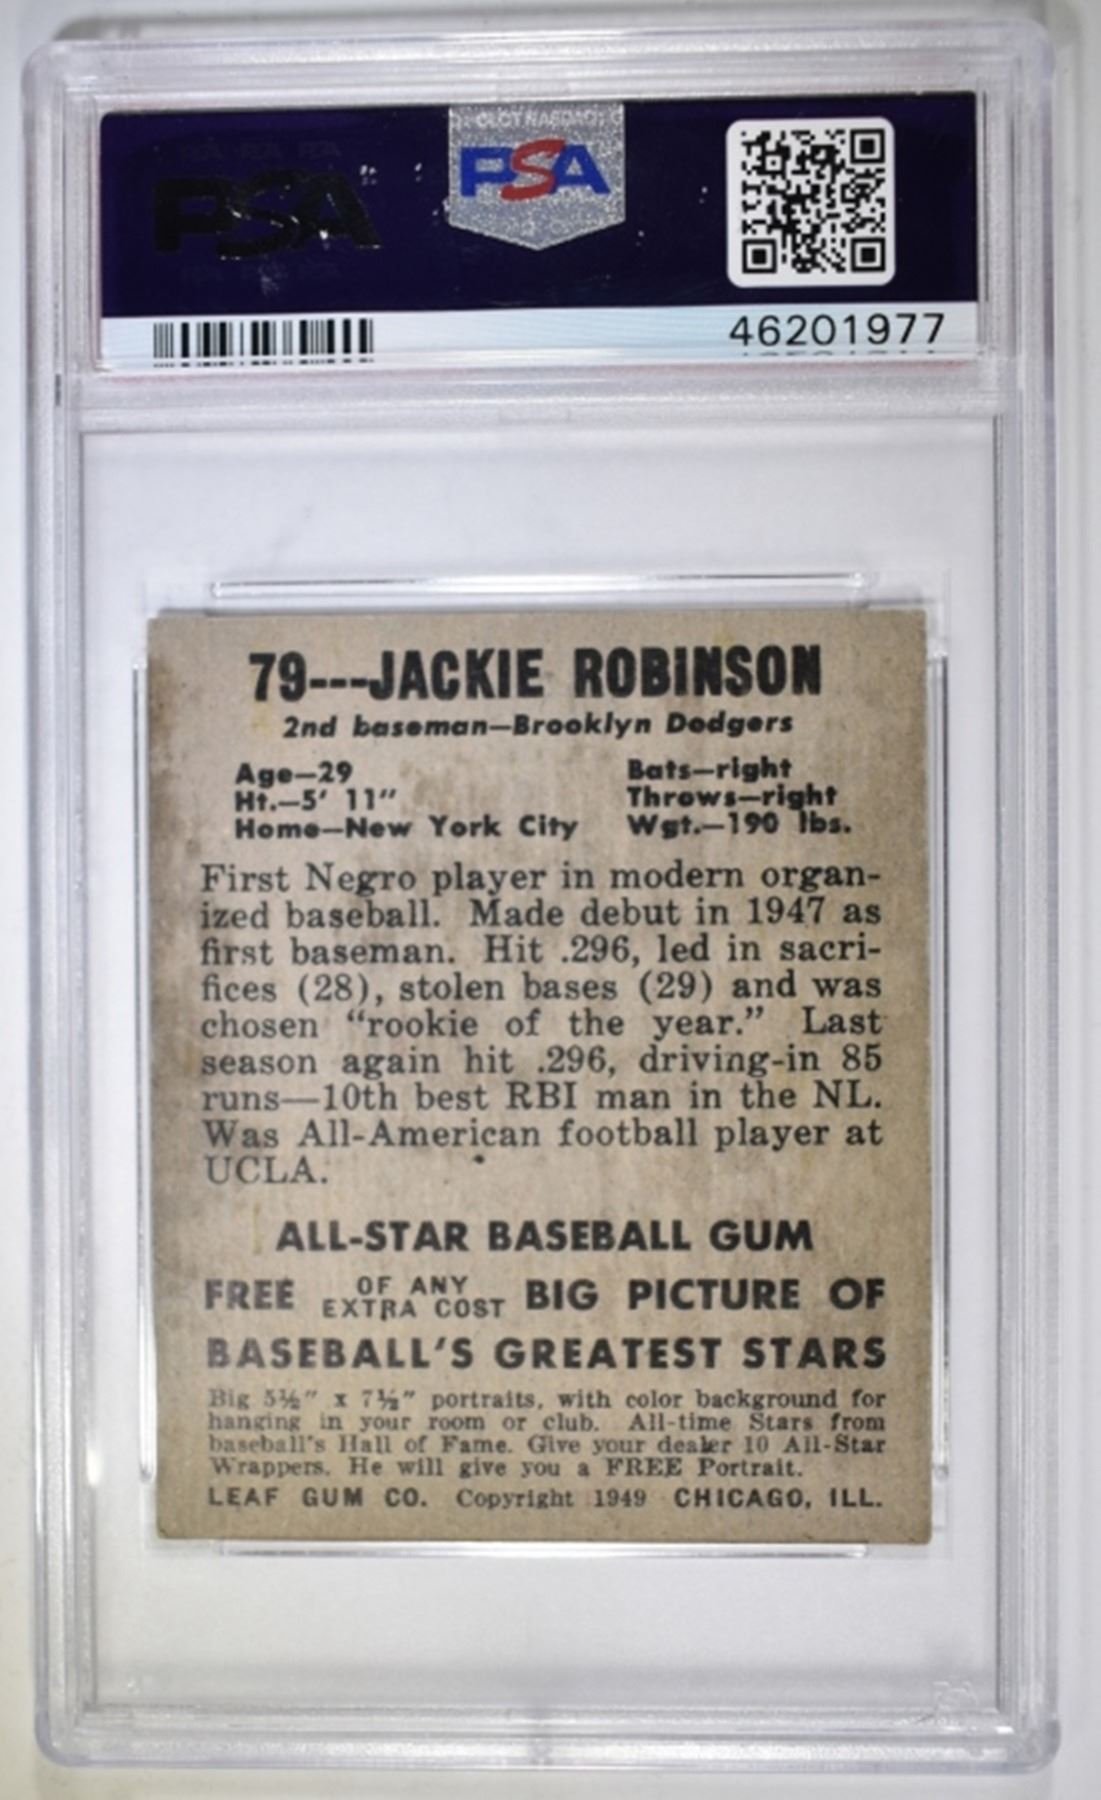 CLCT NASDAQ
PSA
PSA
46201977
79---JACKIE ROBINSON
2nd baseman—Brooklyn Dodgers
Age—29
Bats—right
Ht.—5' 11"
Throws—right
Home—New York City
Wgt.—190 lbs.
First Negro player in modern organ-
ized baseball. Made debut in 1947 as
first baseman. Hit .296, led in sacri-
fices (28), stolen bases (29) and was
chosen "rookie of the year." Last
season again hit .296, driving-in 85
runs—10th best RBI man in the NL.
Was All-American football player at
UCLA.
ALL-STAR BASEBALL GUM
FREE OF ANY EXTRA COST BIG PICTURE OF
BASEBALL'S GREATEST STARS
Big 5½" x 7½" portraits, with color background for
hanging in your room or club. All-time Stars from
baseball's Hall of Fame. Give your dealer 10 All-Star
Wrappers. He will give you a FREE Portrait.
LEAF GUM CO. Copyright 1949 CHICAGO, ILL.